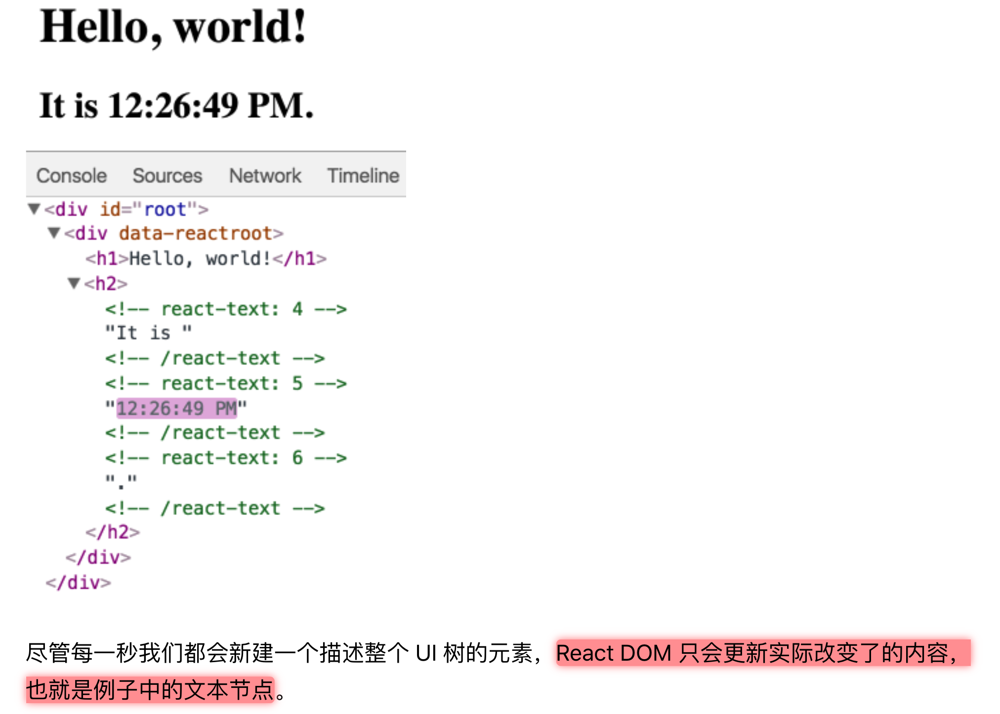 Hello, world!
It is 12:26:49 PM.
Console Sources Network Timeline
▼<div id="root">
▼<div data-reactroot>
<h1>Hello, world!</h1>
▼<h2>
<!-- react-text: 4 -->
"It is "
<!-- /react-text -->
<!-- react-text: 5 -->
"12:26:49 PM"
<!-- /react-text -->
<!-- react-text: 6 -->
"."
<!-- /react-text -->
</h2>
</div>
</div>
尽管每一秒我们都会新建一个描述整个 UI 树的元素，React DOM 只会更新实际改变了的内容，
也就是例子中的文本节点。